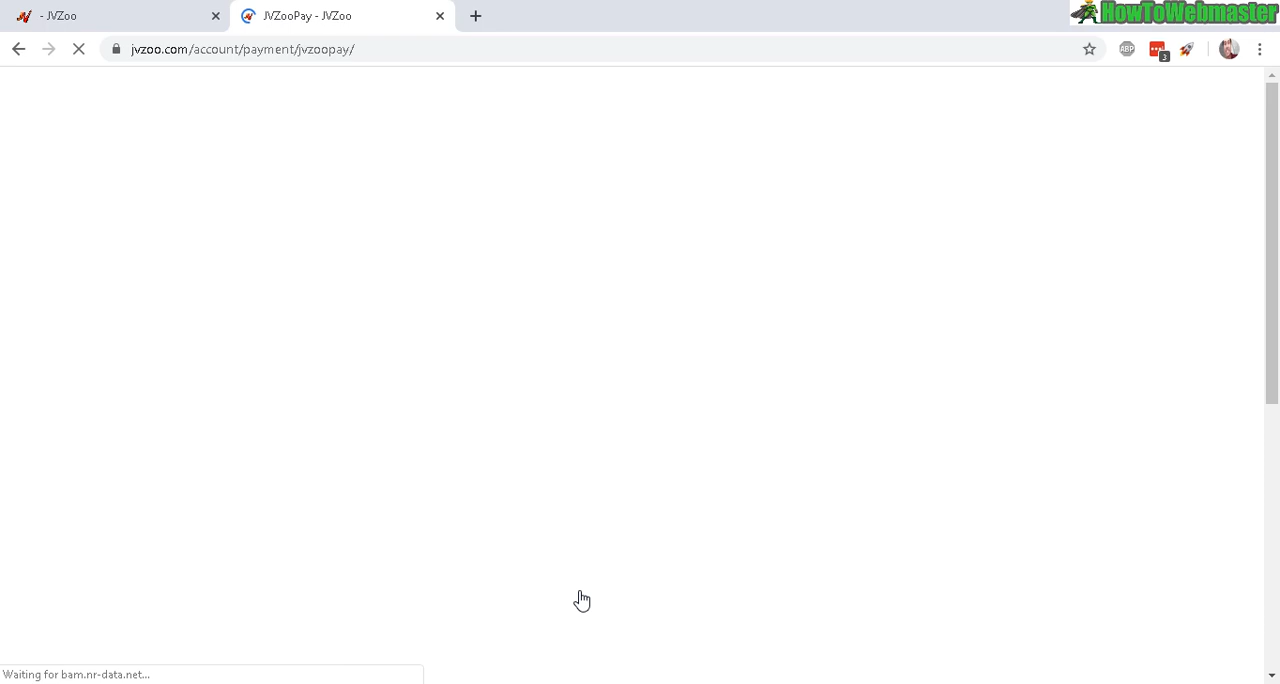 - JVZoo
JVZooPay - JVZoo
HowToWebmaster
jvzoo.com/account/payment/jvzoopay/
ABP
3
Waiting for bam.nr-data.net...